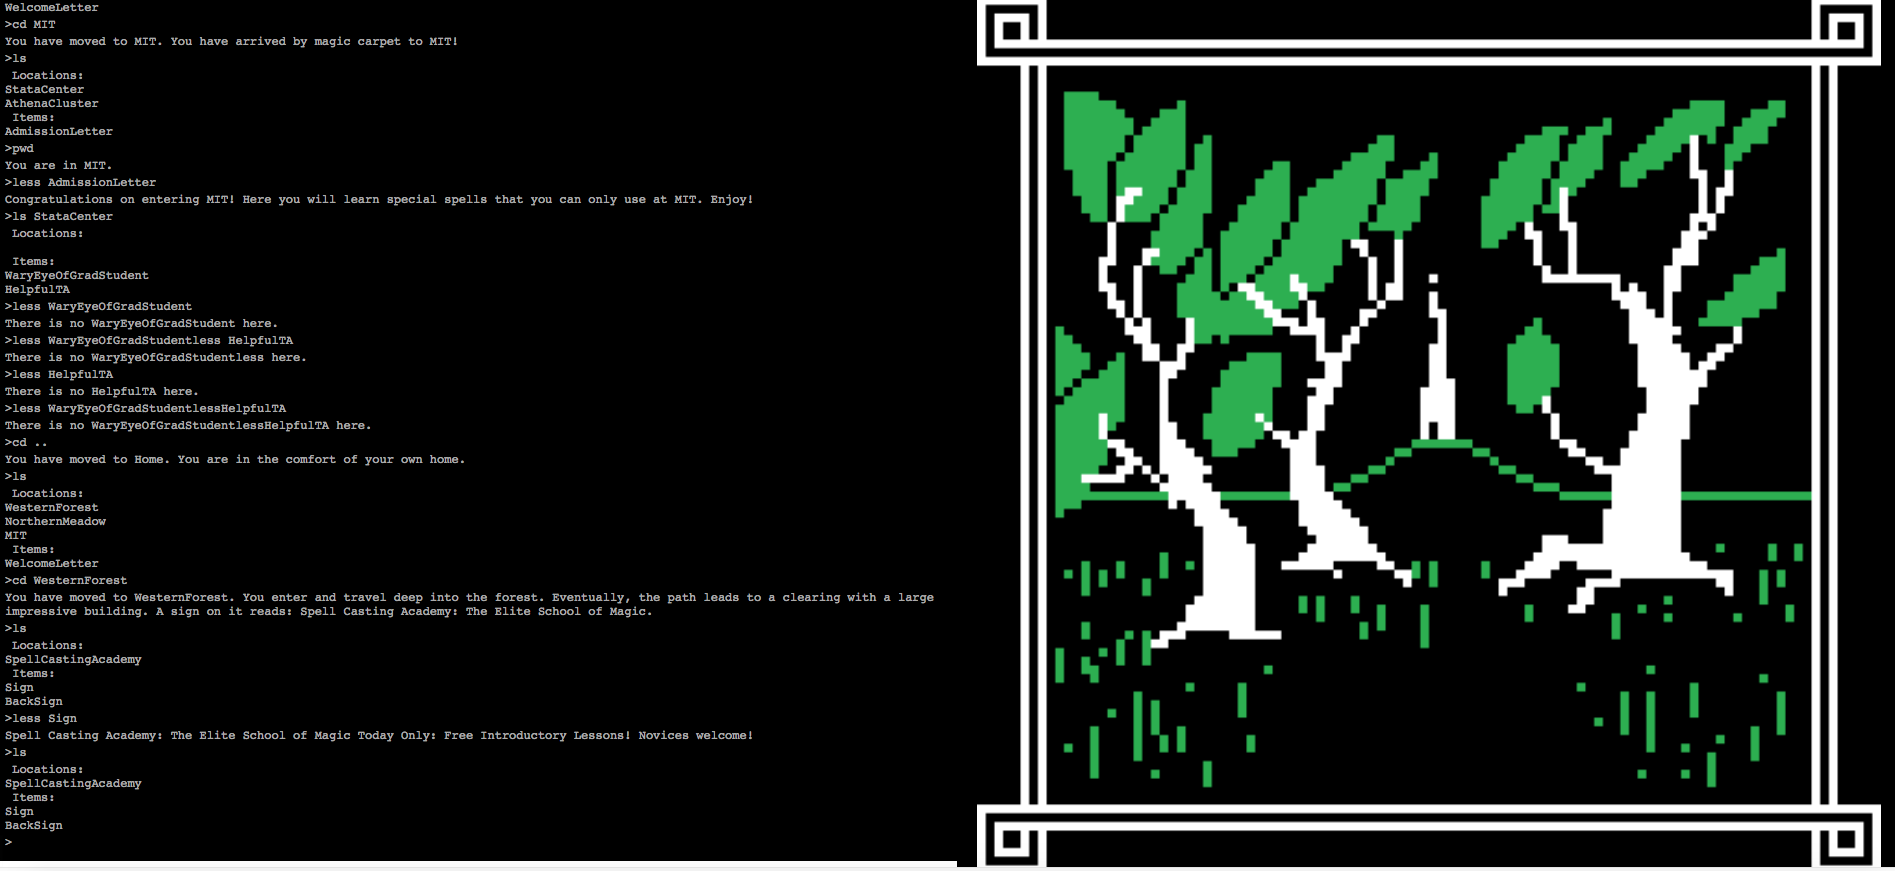 WelcomeLetter
>cd MIT
You have moved to MIT. You have arrived by magic carpet to MIT!
>ls
Locations:
StataCenter
AthenaCluster
Items:
AdmissionLetter
>pwd
You are in MIT.
>less AdmissionLetter
Congratulations on entering MIT! Here you will learn special spells that you can only use at MIT. Enjoy!
>ls StataCenter
Locations:
Items:
WaryEyeOfGradStudent
HelpfulTA
>less WaryEyeOfGradStudent
There is no WaryEyeOfGradStudent here.
>less WaryEyeOfGradStudentless HelpfulTA
There is no WaryEyeOfGradStudentless here.
>less HelpfulTA
There is no HelpfulTA here.
>less WaryEyeOfGradStudentlessHelpfulTA
There is no WaryEyeOfGradStudentlessHelpfulTA here.
>cd ..
You have moved to Home. You are in the comfort of your own home.
>ls
Locations:
WesternForest
NorthernMeadow
MIT
Items:
WelcomeLetter
>cd WesternForest
You have moved to WesternForest. You enter and travel deep into the forest. Eventually, the path leads to a clearing with a large
impressive building. A sign on it reads: Spell Casting Academy: The Elite School of Magic.
>ls
Locations:
SpellCastingAcademy
Items:
Sign
BackSign
>less Sign
Spell Casting Academy: The Elite School of Magic Today Only: Free Introductory Lessons! Novices welcome!
>ls
Locations:
SpellCastingAcademy
Items:
Sign
BackSign
>